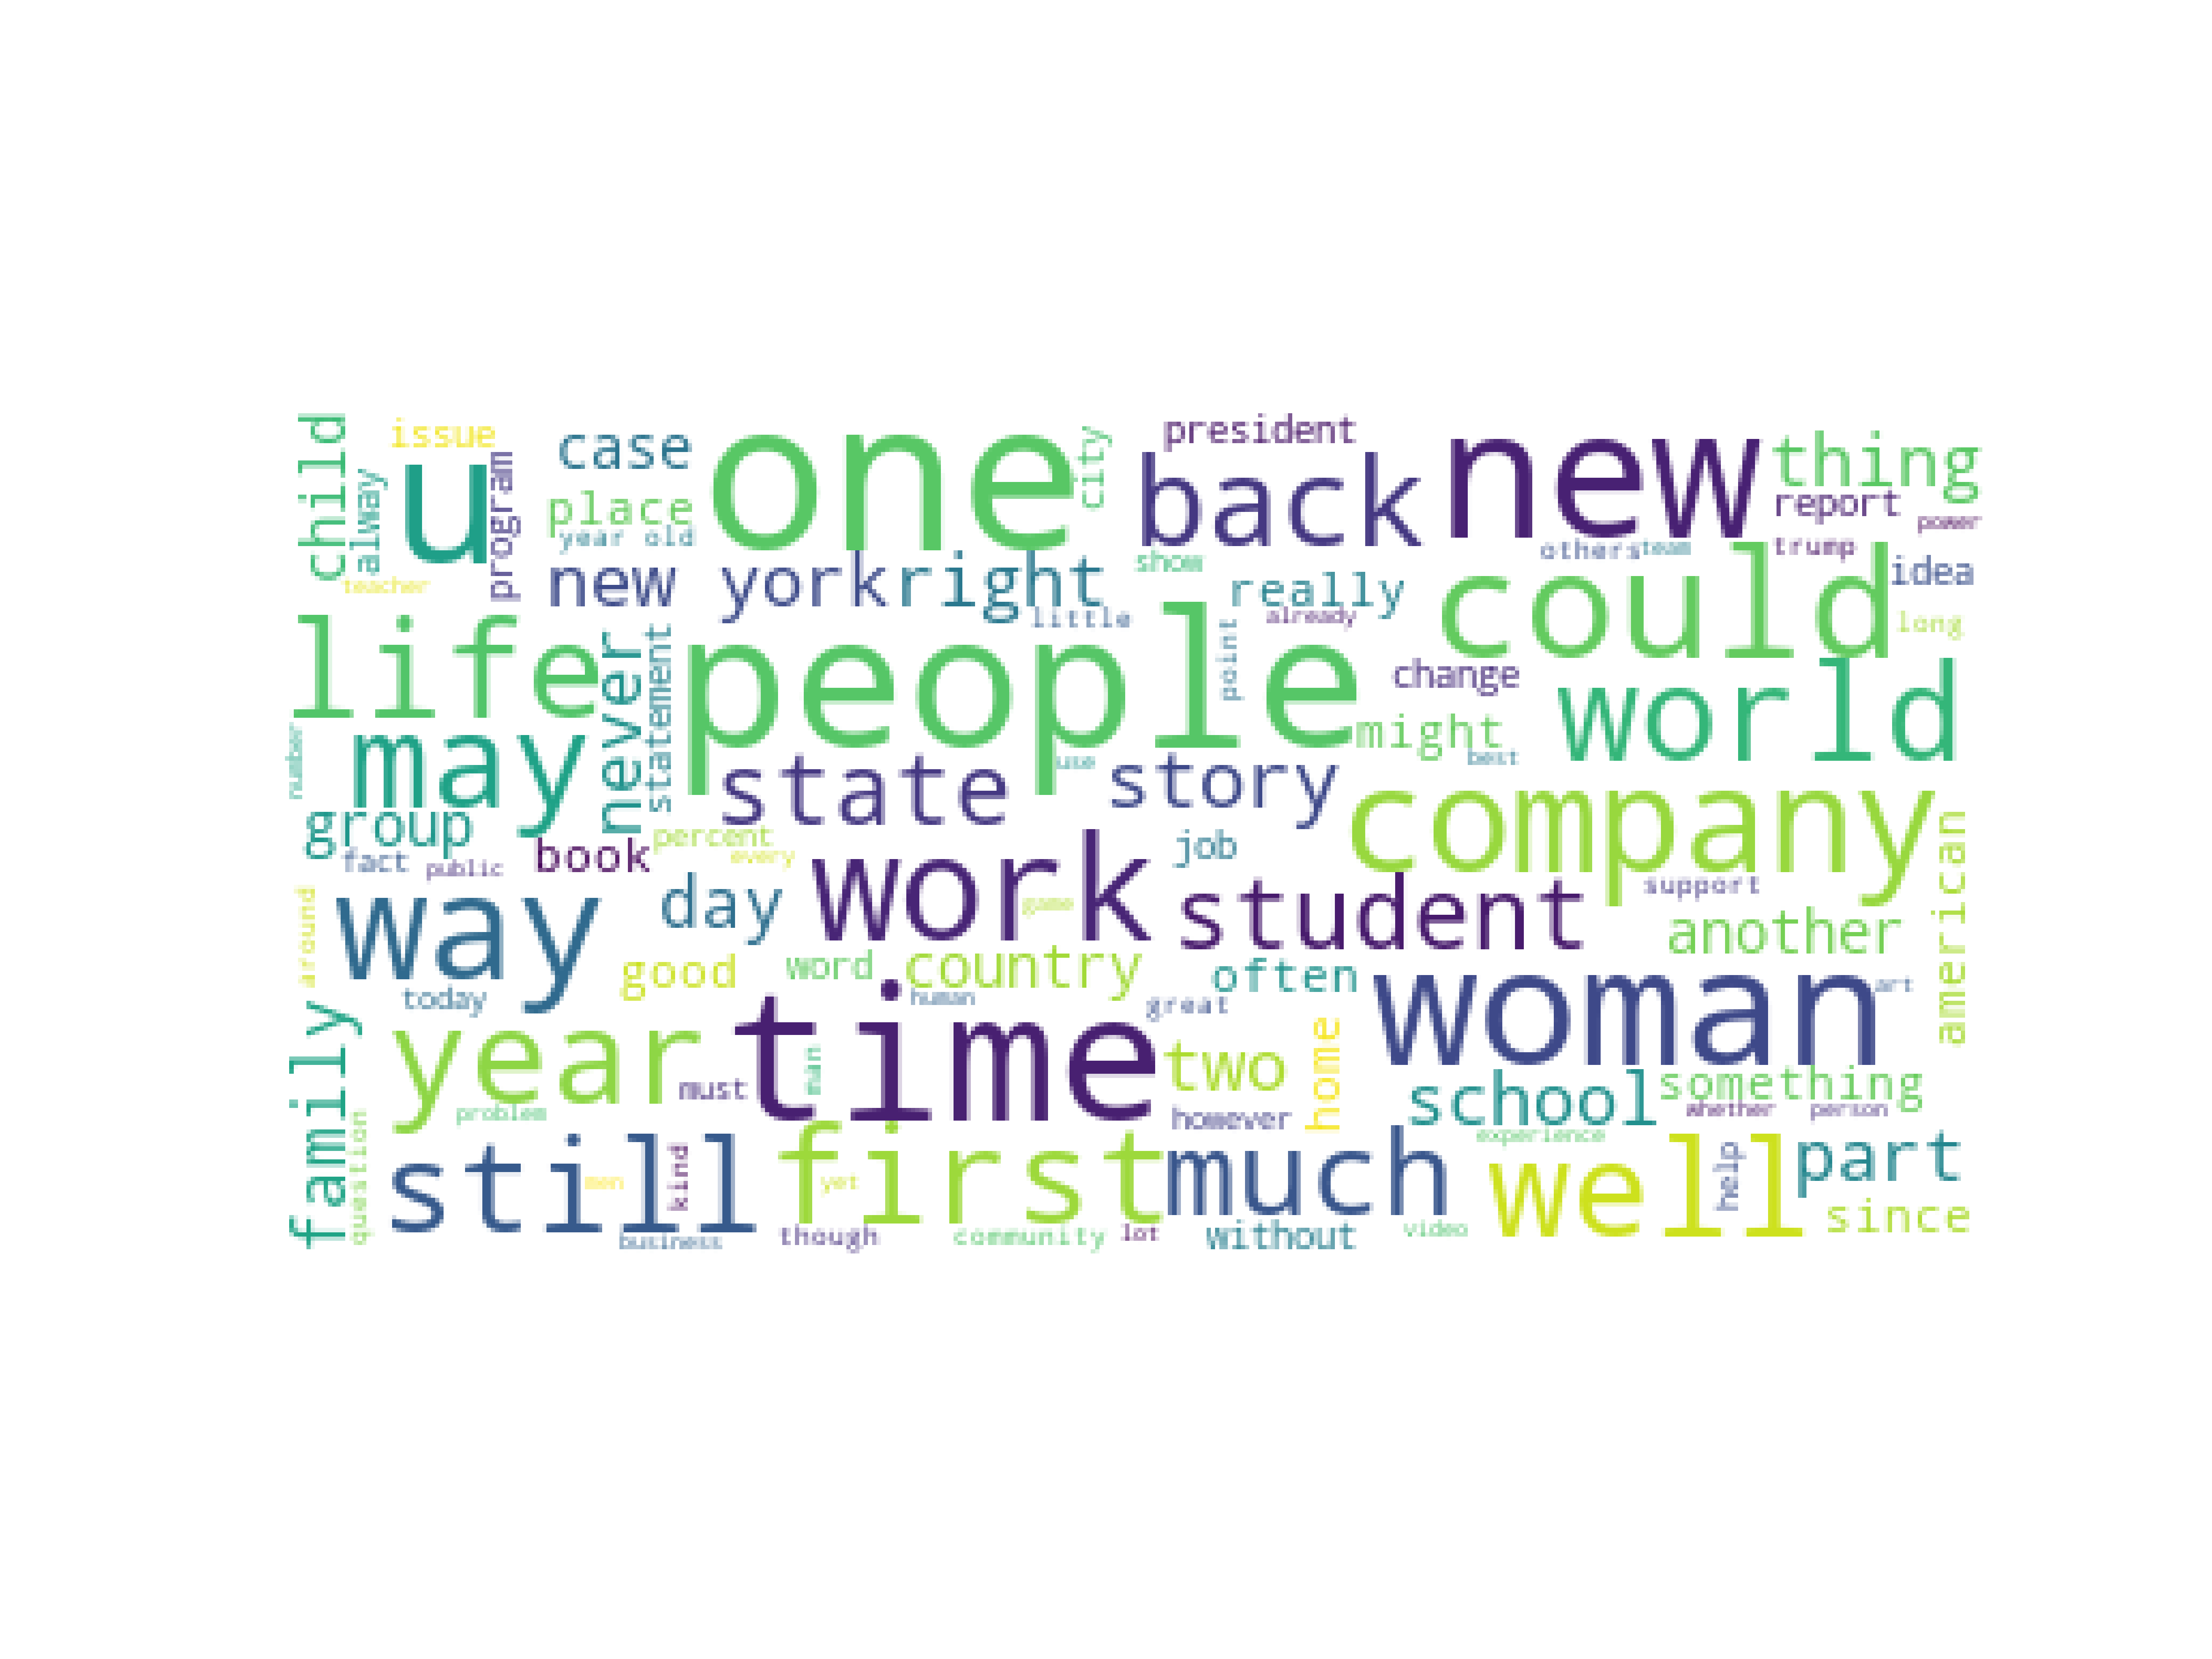 child
issue
u
alway
program
teacher
case
place
year old
one
city
president
back
new
thing
report
power
new york
right
show
really
others
team
trump
idea
little
already
could
long
life
never
statement
people
point
change
world
number
may
might
best
state
use
story
company
group
fact
public
book
percent
every
work
job
american
around
way
day
game
student
support
another
today
good
word
country
human
often
great
woman
art
family
year
time
man
must
two
home
school
something
whether
person
problem
however
question
still
men
kind
first
yet
much
experience
well
help
part
since
business
though
community
lot
without
video